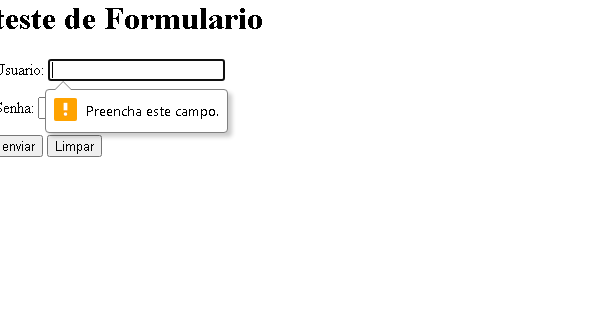 teste de Formulario
Usuario:
Preencha este campo.
Senha:
enviar Limpar